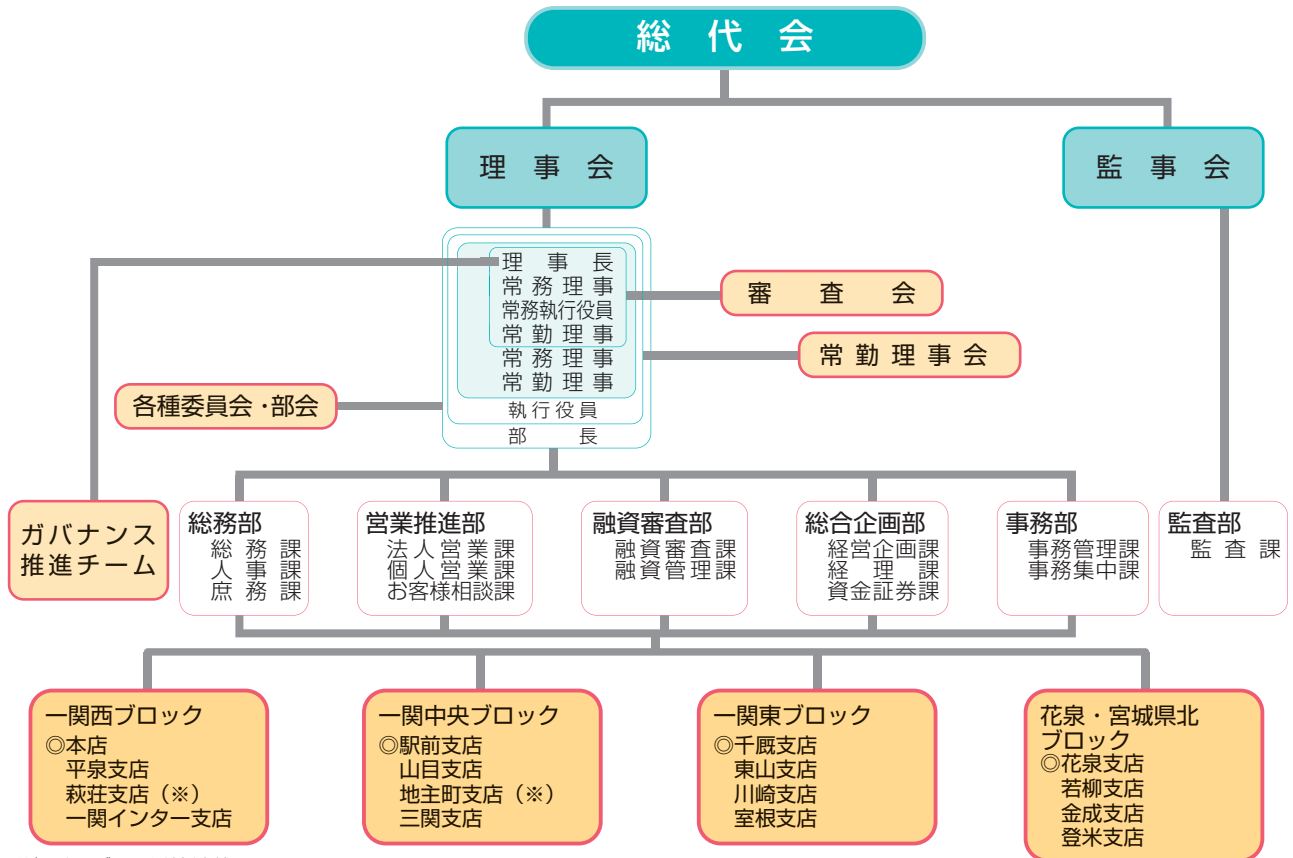 総代会
理事会
監事会
理事長
常務理事
常務執行役員
常勤理事
常務理事
常勤理事
執行役員
部長
審査会
常勤理事会
各種委員会・部会
ガバナンス
推進チーム
総務部
総務課
人事課
庶務課
営業推進部
法人営業課
個人営業課
お客様相談課
融資審査部
融資審査課
融資管理課
総合企画部
経営企画課
経理課
資金証券課
事務部
事務管理課
事務集中課
監査部
監査課
一関西ブロック
◎本店
平泉支店
萩荘支店（※）
一関インター支店
一関中央ブロック
◎駅前支店
山目支店
地主町支店（※）
三関支店
一関東ブロック
◎千厩支店
東山支店
川崎支店
室根支店
花泉・宮城県北
ブロック
◎花泉支店
若柳支店
金成支店
登米支店